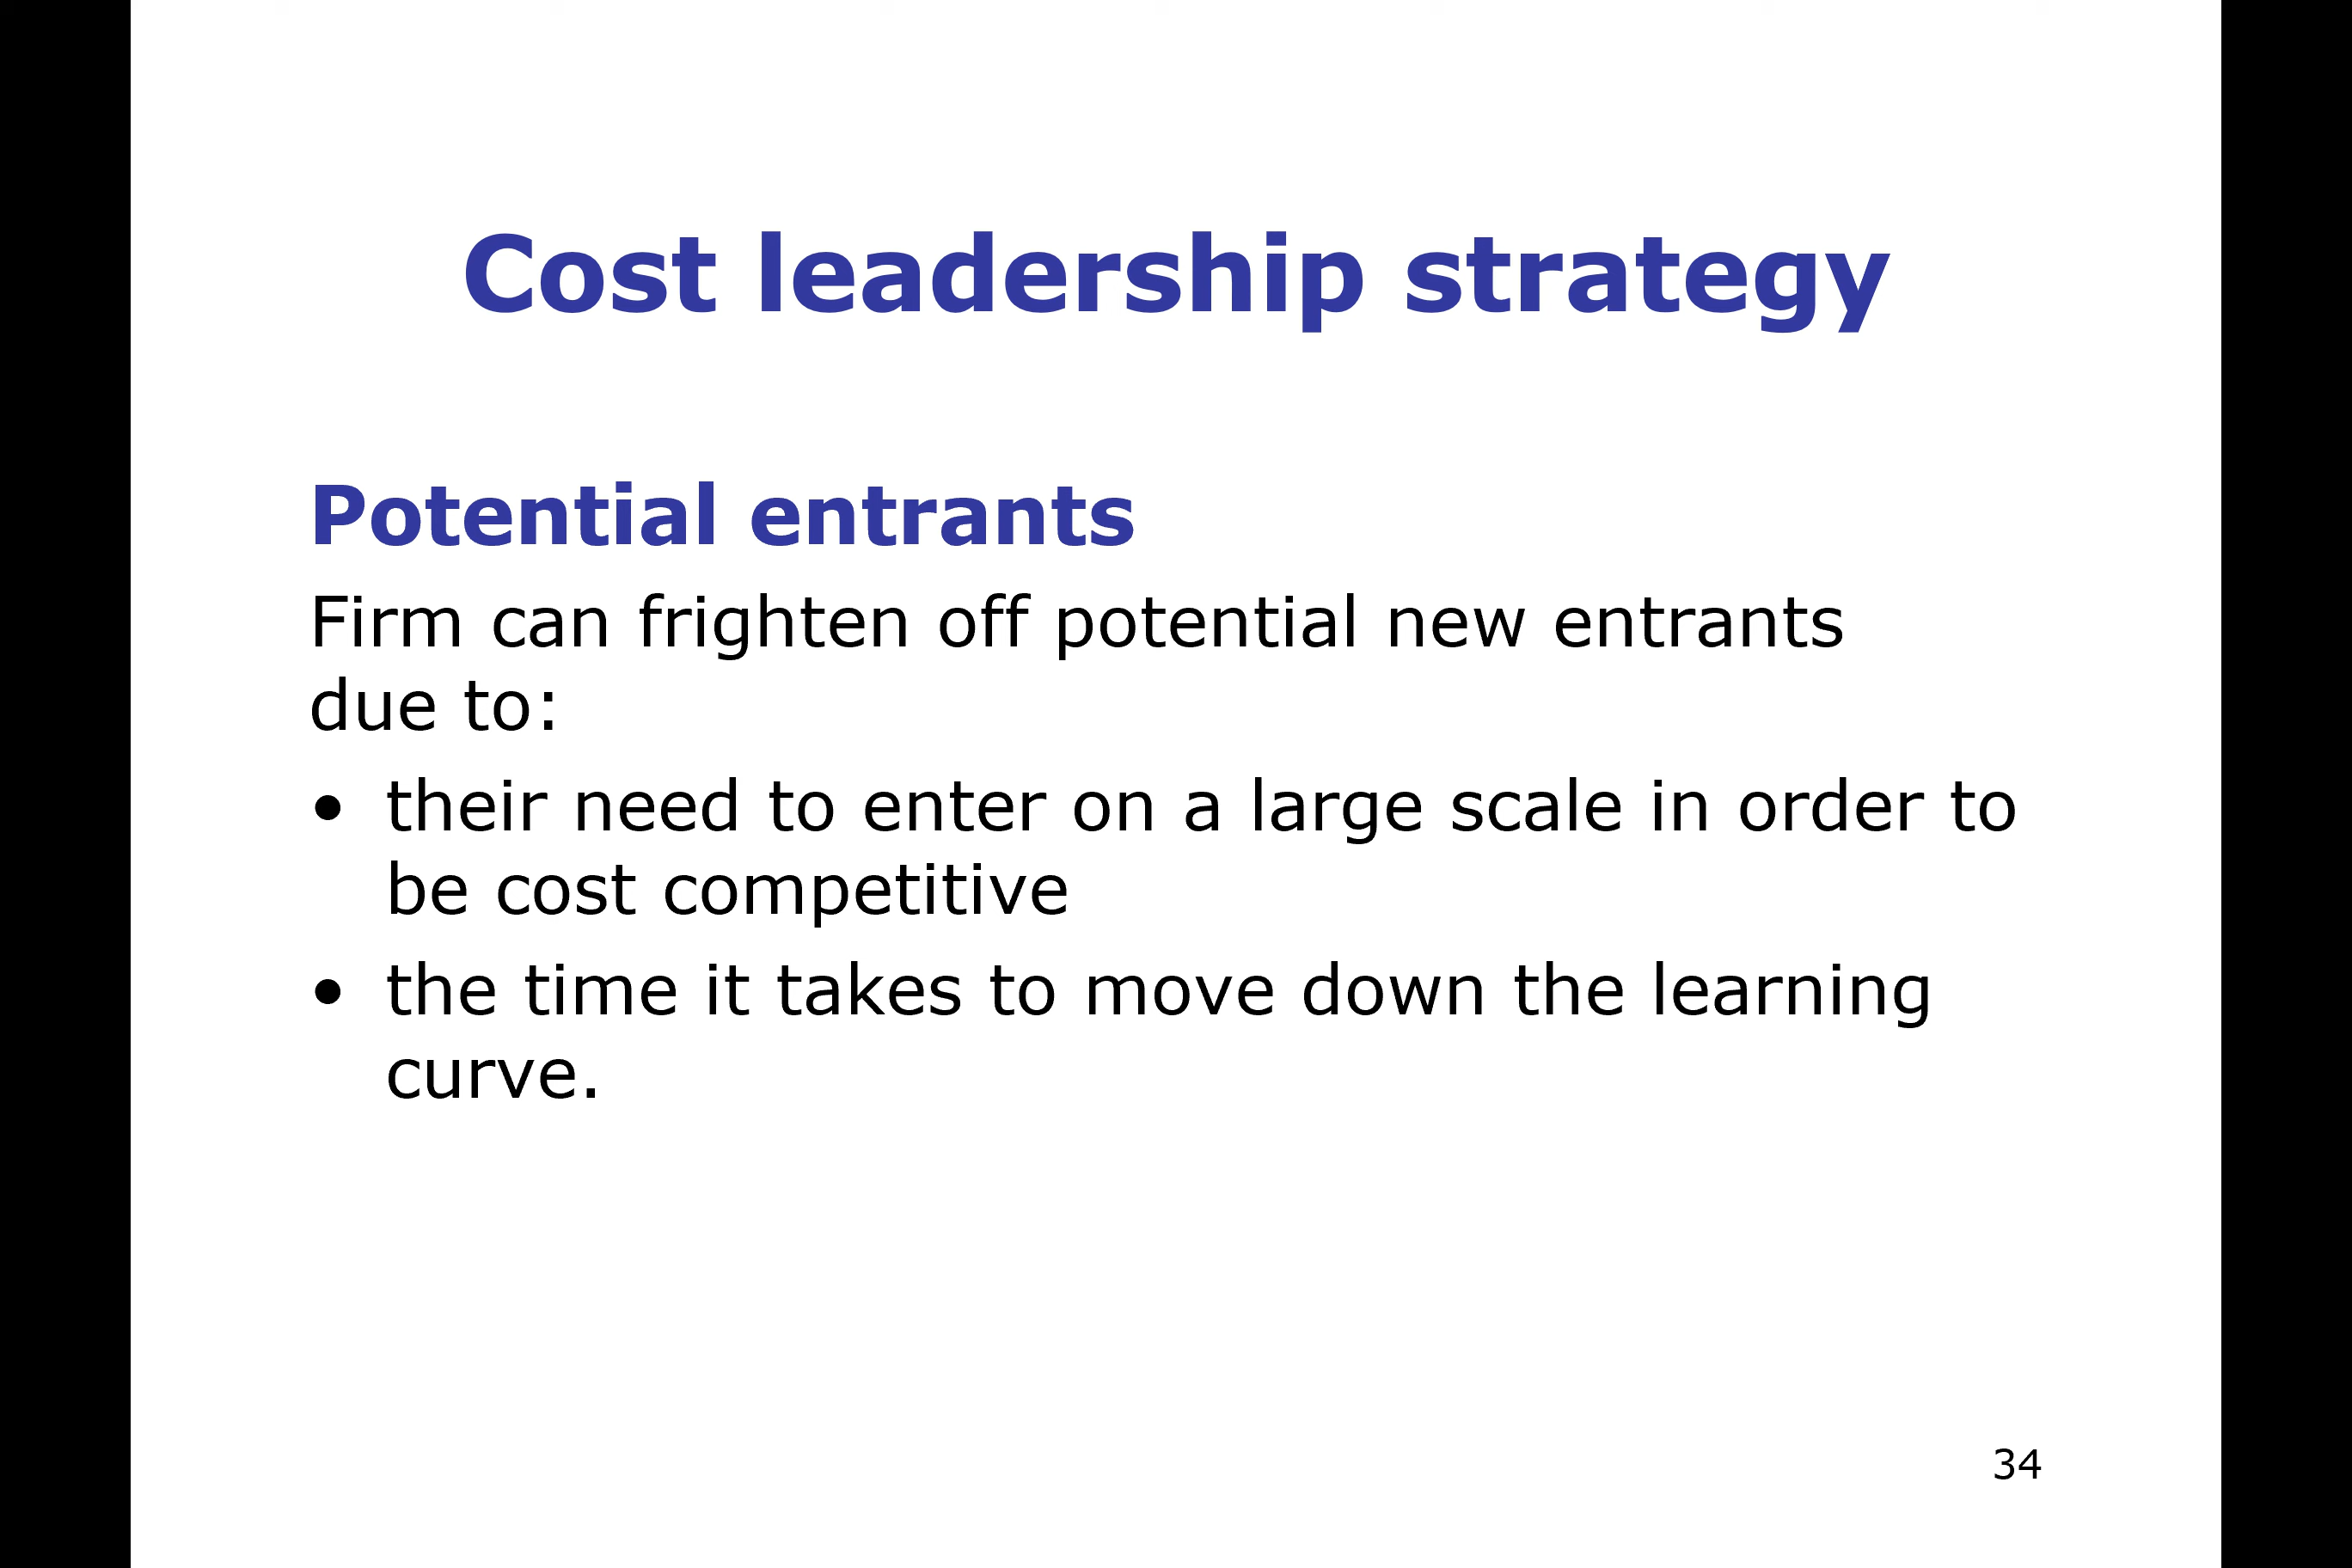 Cost leadership strategy
Potential entrants
Firm can frighten off potential new entrants
due to:
• their need to enter on a large scale in order to
be cost competitive
• the time it takes to move down the learning
curve.
34